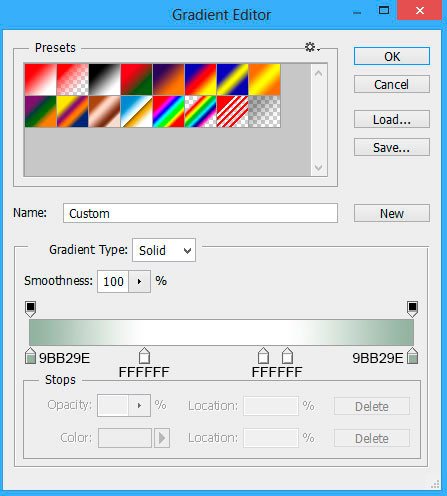 Gradient Editor
Presets
OK
Cancel
Load...
Save...
Name: Custom New
Gradient Type: Solid
Smoothness: 100 %
9BB29E 9BB29E
FFFFFF FFFFFF
Stops
Opacity: % Location: % Delete
Color: Location: % Delete